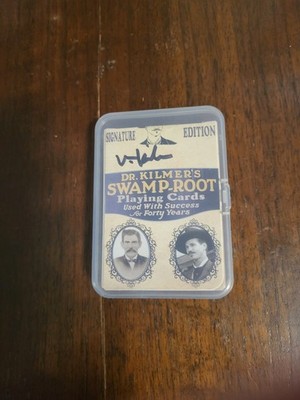 SIGNATURE EDITION
DR. KILMER'S
SWAMP-ROOT
Playing Cards
Used With Success
for Forty Years